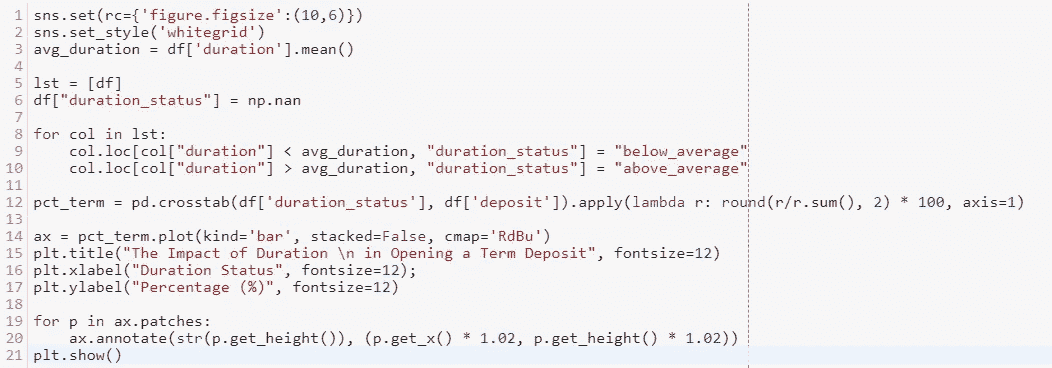 1 sns.set(rc={'figure.figsize':(10,6)})
2 sns.set_style('whitegrid')
3 avg_duration = df['duration'].mean()
4
5 lst = [df]
6 df["duration_status"] = np.nan
7
8 for col in lst:
9     col.loc[col["duration"] < avg_duration, "duration_status"] = "below_average"
10     col.loc[col["duration"] > avg_duration, "duration_status"] = "above_average"
11
12 pct_term = pd.crosstab(df['duration_status'], df['deposit']).apply(lambda r: round(r/r.sum(), 2) * 100, axis=1)
13
14 ax = pct_term.plot(kind='bar', stacked=False, cmap='RdBu')
15 plt.title("The Impact of Duration \n in Opening a Term Deposit", fontsize=12)
16 plt.xlabel("Duration Status", fontsize=12);
17 plt.ylabel("Percentage (%)", fontsize=12)
18
19 for p in ax.patches:
20     ax.annotate(str(p.get_height()), (p.get_x() * 1.02, p.get_height() * 1.02))
21 plt.show()